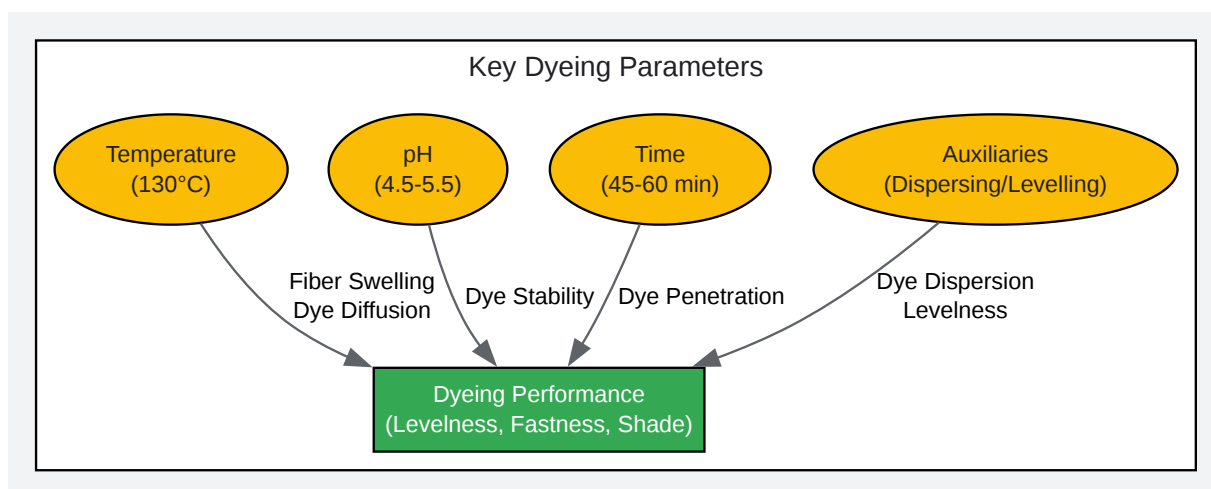 Key Dyeing Parameters
Temperature
(130°C)
pH
(4.5-5.5)
Time
(45-60 min)
Auxiliaries
(Dispersing/Levelling)
Fiber Swelling
Dye Diffusion
Dye Stability
Dye Penetration
Dye Dispersion
Levelness
Dyeing Performance
(Levelness, Fastness, Shade)